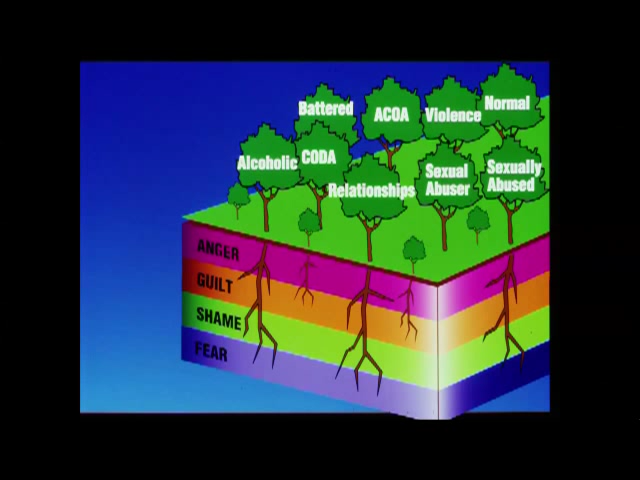 Battered
ACOA
Violence
Normal
Alcoholic
CODA
Relationships
Sexual
Abuser
Sexually
Abused
ANGER
GUILT
SHAME
FEAR